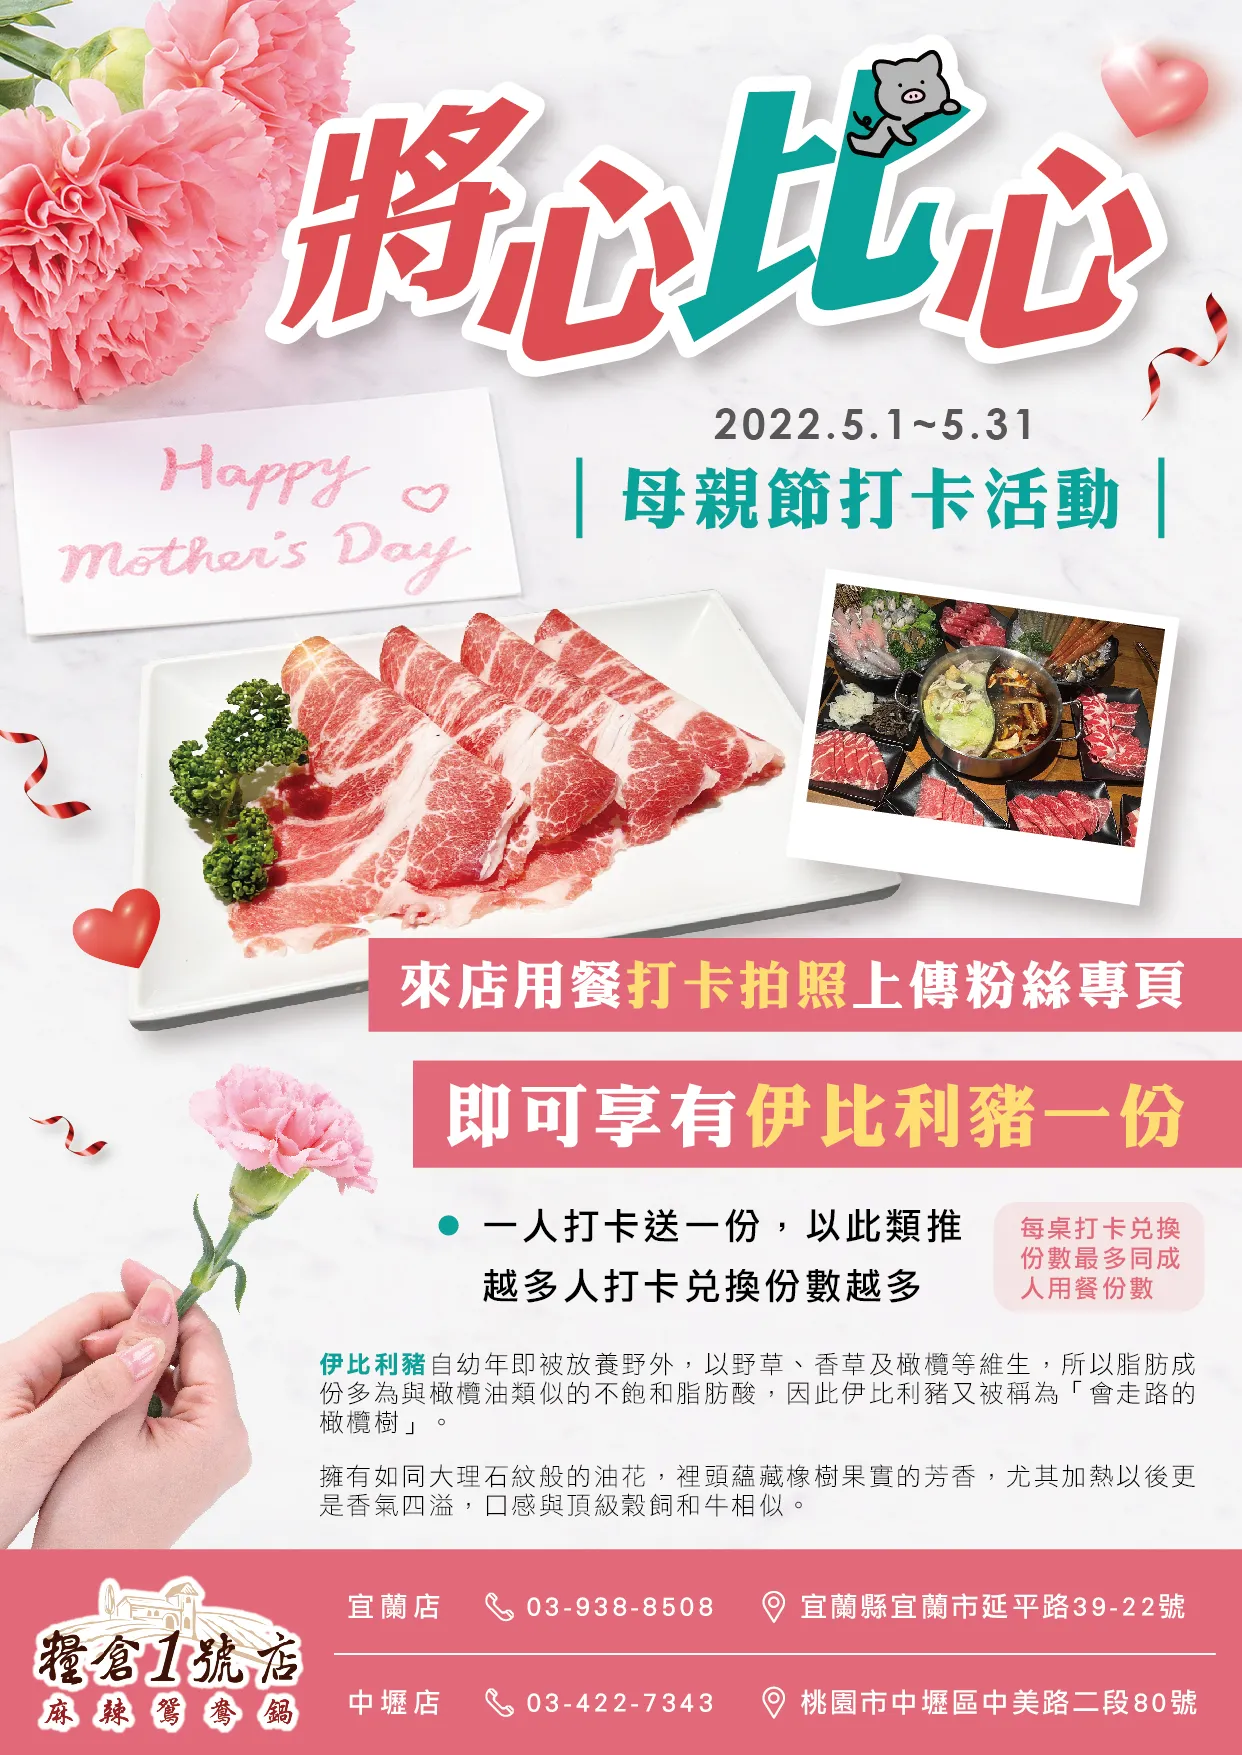 將心比心
2022.5.1~5.31
母親節打卡活動
Happy
Mother's Day
來店用餐打卡拍照上傳粉絲專頁
即可享有伊比利豬一份
一人打卡送一份，以此類推
越多人打卡兌換份數越多
每桌打卡兌換
份數最多同成
人用餐份數
伊比利豬自幼年即被放養野外，以野草、香草及橄欖等維生，所以脂肪成
份多為與橄欖油類似的不飽和脂肪酸，因此伊比利豬又被稱為「會走路的
橄欖樹」。
擁有如同大理石紋般的油花，裡頭蘊藏橡樹果實的芳香，尤其加熱以後更
是香氣四溢，口感與頂級穀飼和牛相似。
糧倉1號店
麻辣鴛鴦鍋
宜蘭店 03-938-8508 宜蘭縣宜蘭市延平路39-22號
中壢店 03-422-7343 桃園市中壢區中美路二段80號